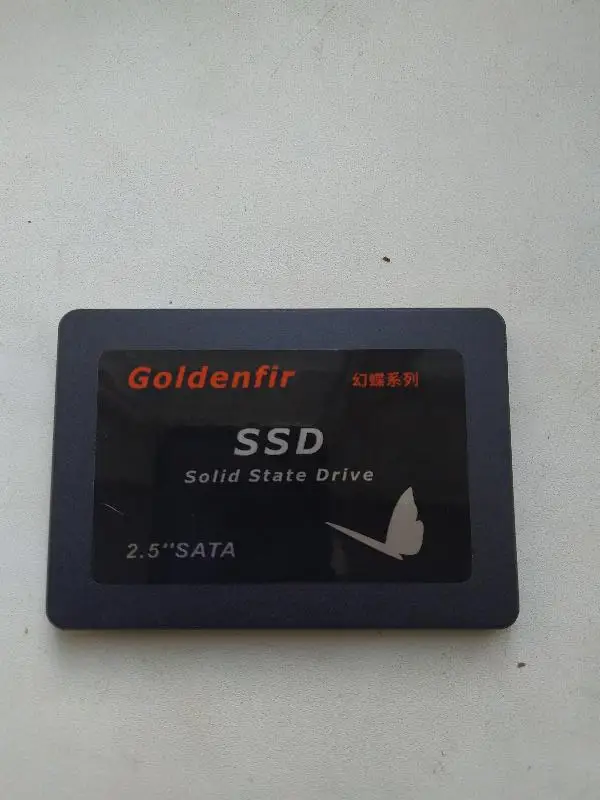 Goldenfir 幻蝶系列
SSD
Solid State Drive
2.5"SATA